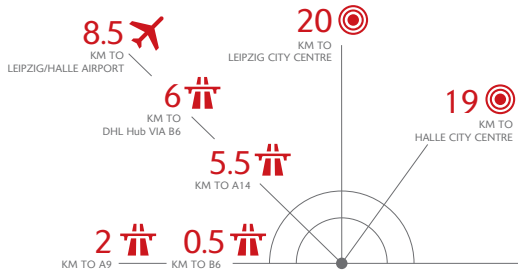 8.5
KM TO
LEIPZIG/HALLE AIRPORT
20
KM TO
LEIPZIG CITY CENTRE
6
KM TO
DHL Hub VIA B6
19
KM TO
HALLE CITY CENTRE
5.5
KM TO A14
2
KM TO A9
0.5
KM TO B6